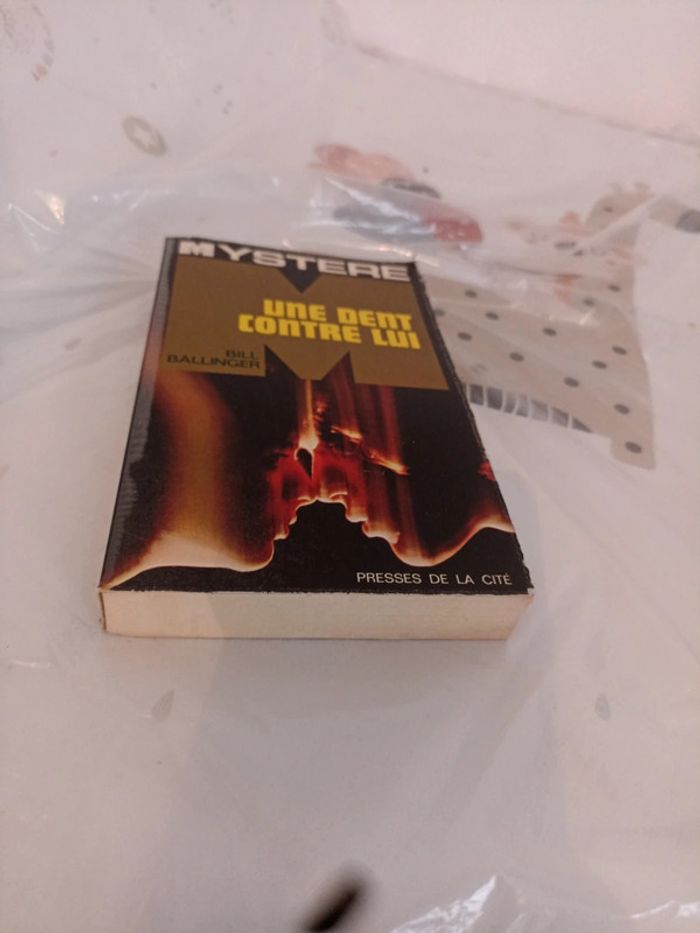 MYSTERE
UNE DENT
CONTRE LUI
BILL
BALLINGER
PRESSES DE LA CITÉ